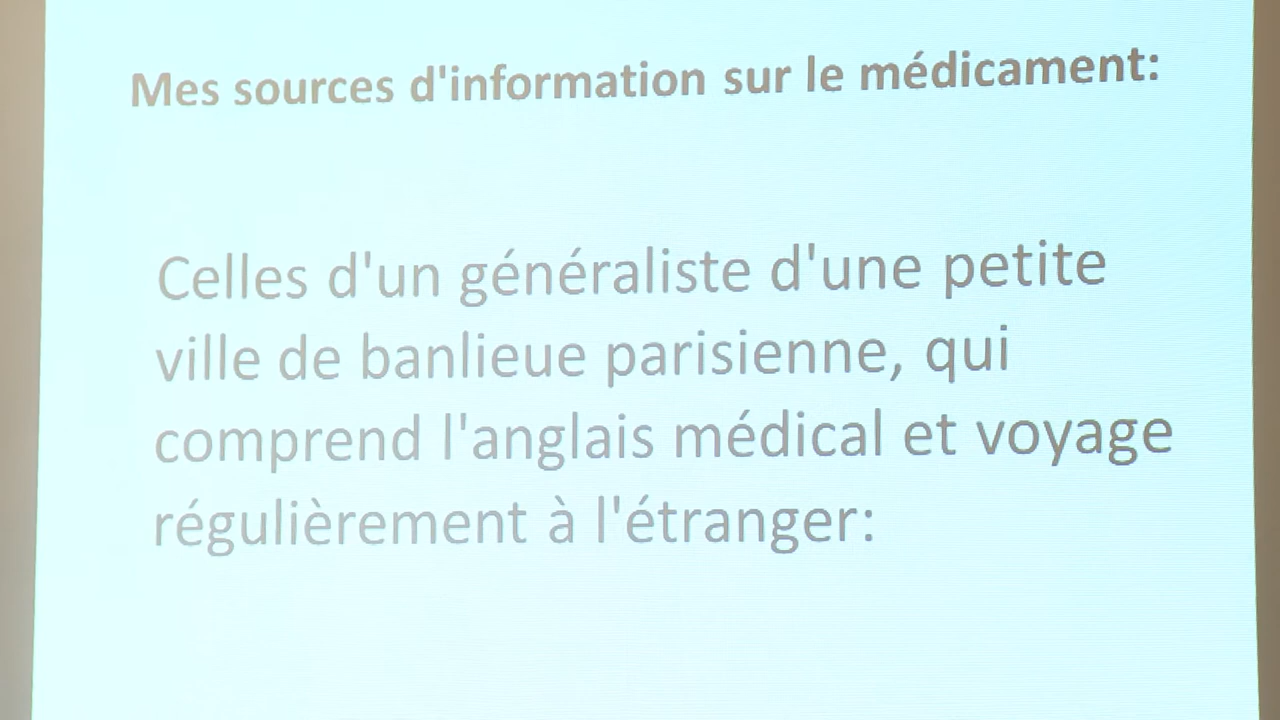 Mes sources d'information sur le médicament:
Celles d'un généraliste d'une petite
ville de banlieue parisienne, qui
comprend l'anglais médical et voyage
régulièrement à l'étranger: